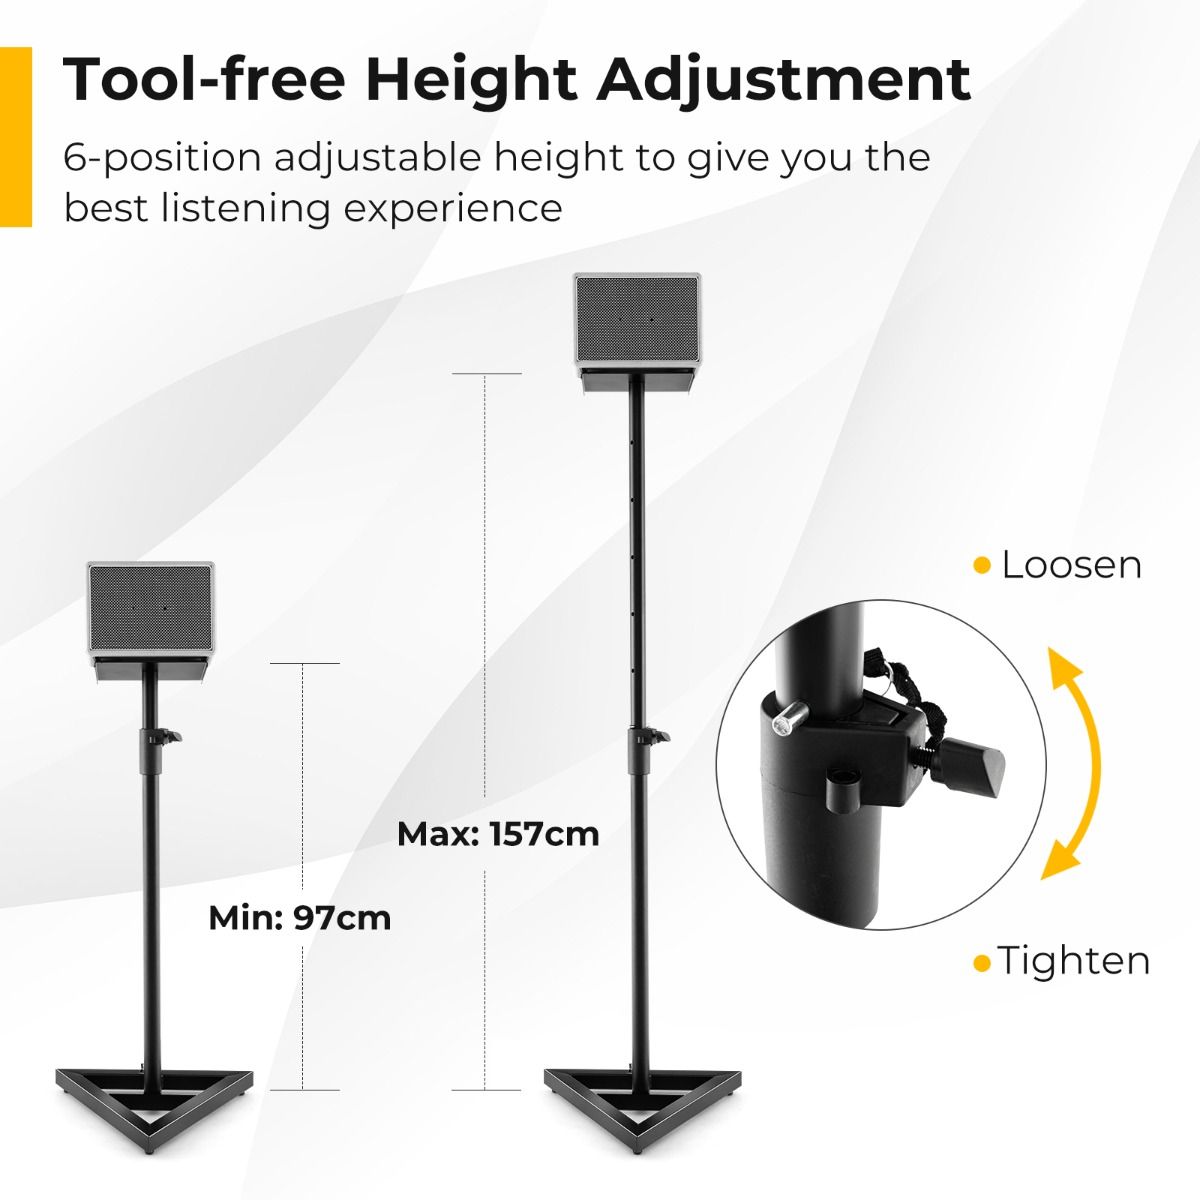 Tool-free Height Adjustment
6-position adjustable height to give you the
best listening experience
Loosen
Max: 157cm
Min: 97cm
Tighten